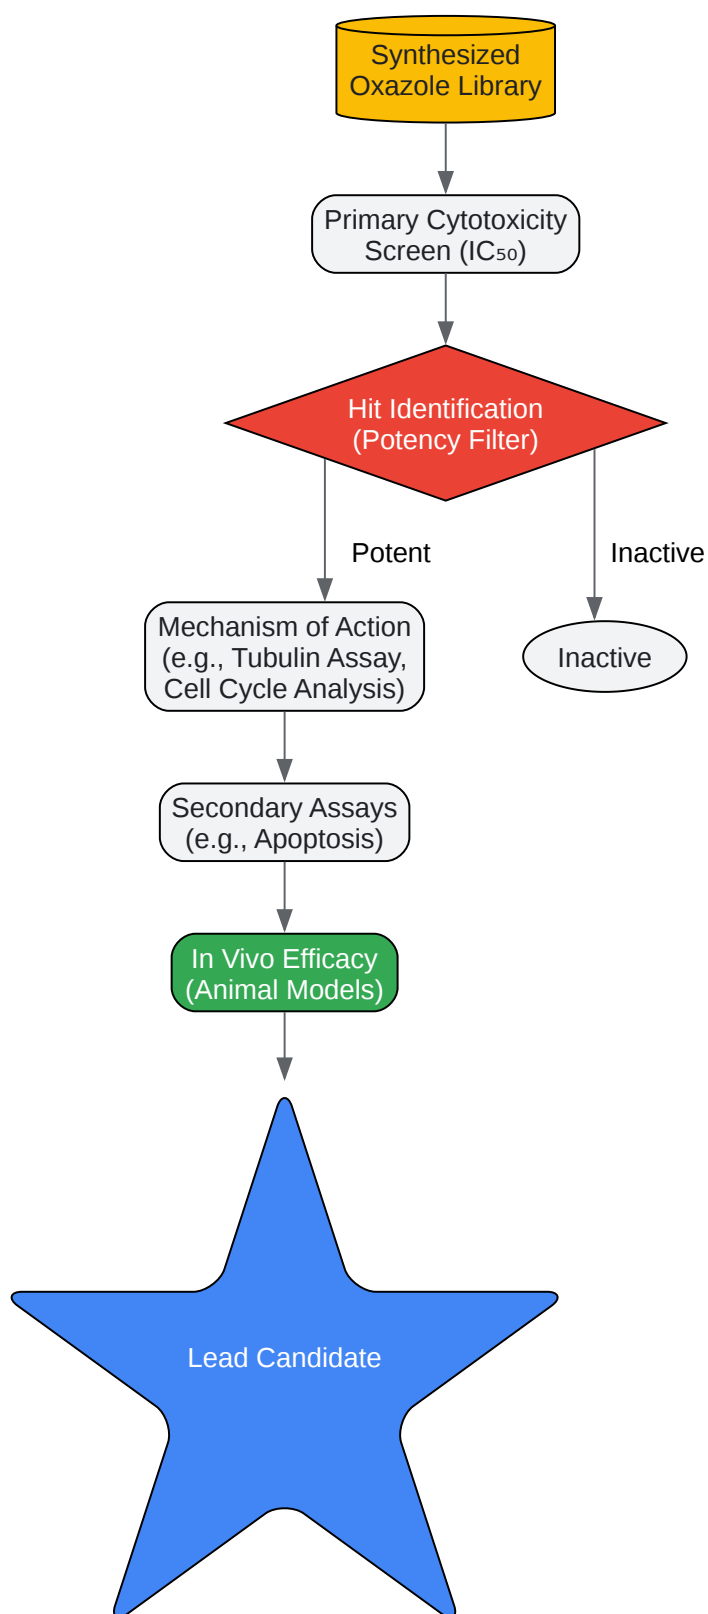 Synthesized
Oxazole Library
Primary Cytotoxicity
Screen (IC₅₀)
Hit Identification
(Potency Filter)
Potent
Inactive
Mechanism of Action
(e.g., Tubulin Assay,
Cell Cycle Analysis)
Inactive
Secondary Assays
(e.g., Apoptosis)
In Vivo Efficacy
(Animal Models)
Lead Candidate